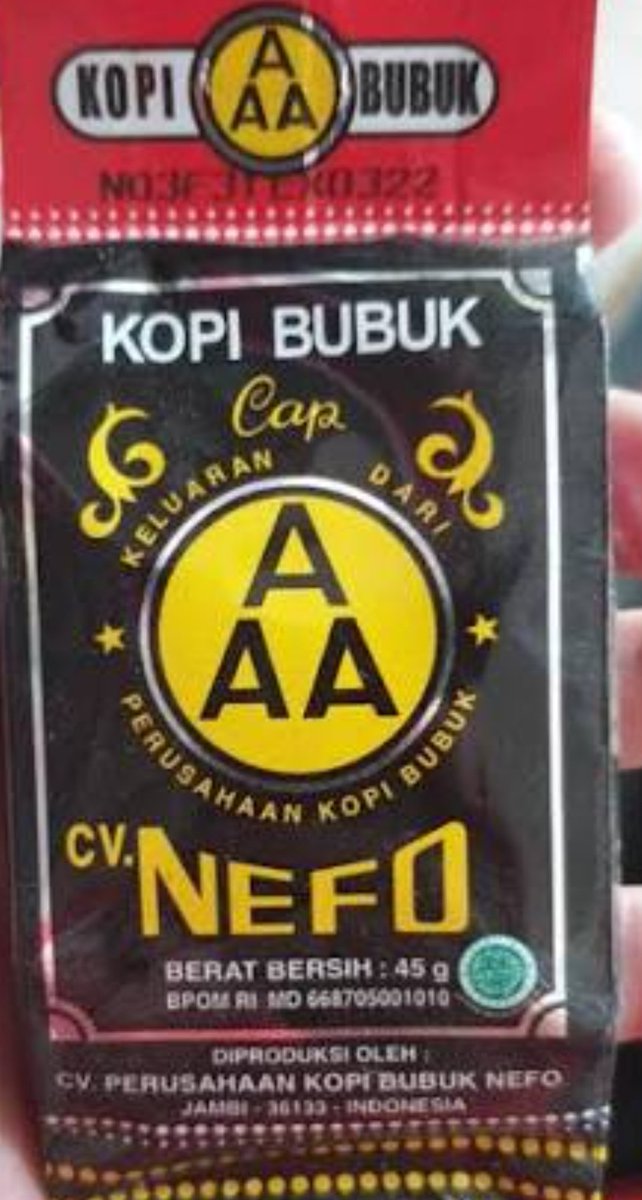 KOPI A AA BUBUK
KOPI BUBUK
Cap
KELUARAN DARI
A
AA
PERUSAHAAN KOPI BUBUK
CV. NEFO
BERAT BERSIH : 45 g
BPOM RI MD 668705001010
DIPRODUKSI OLEH :
CV. PERUSAHAAN KOPI BUBUK NEFO
JAMBI - 36133 - INDONESIA